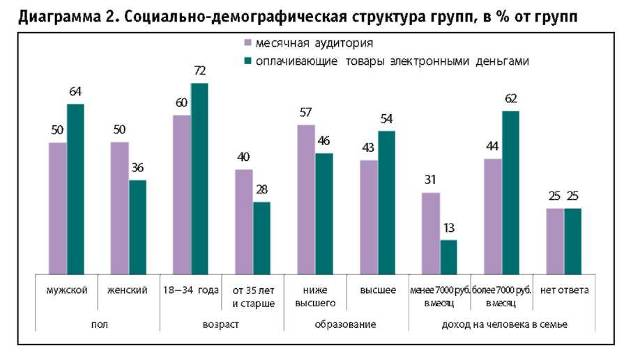 Диаграмма 2. Социально-демографическая структура групп, в % от групп
месячная аудитория
оплачивающие товары электронными деньгами
50 64 50 36 60 72 40 28 57 46 43 54 31 13 44 62 25 25
мужской женский 18–34 года от 35 лет ниже высшее менее 7000 руб. более 7000 руб. нет ответа
и старше высшего в месяц в месяц
пол возраст образование доход на человека в семье